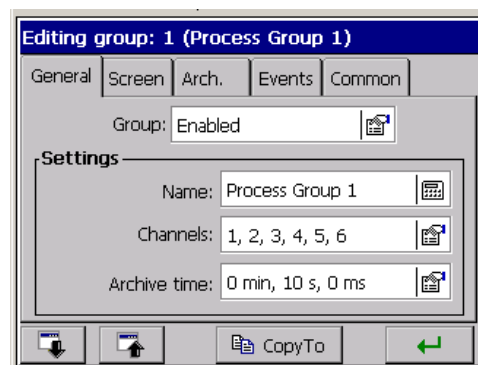 Editing group: 1 (Process Group 1)
General Screen Arch. Events Common
Group: Enabled
Settings
Name: Process Group 1
Channels: 1, 2, 3, 4, 5, 6
Archive time: 0 min, 10 s, 0 ms
CopyTo